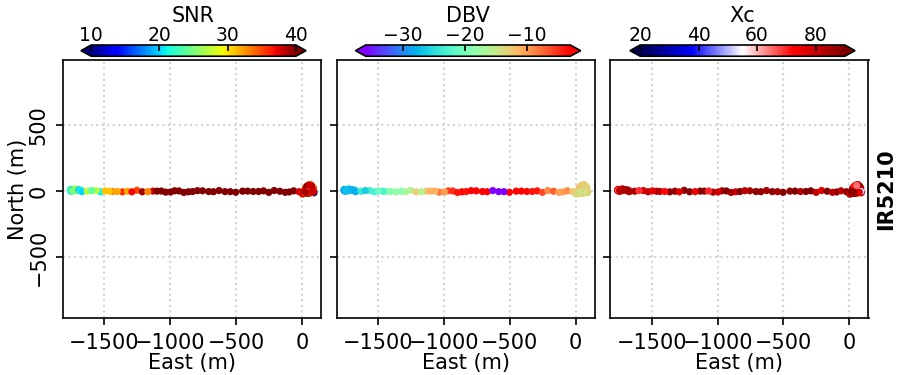 SNR DBV Xc
10 20 30 40 −30 −20 −10 20 40 60 80
500
0
−500
North (m)
−1500 −1000 −500 0 −1500 −1000 −500 0 −1500 −1000 −500 0
East (m) East (m) East (m)
IR5210